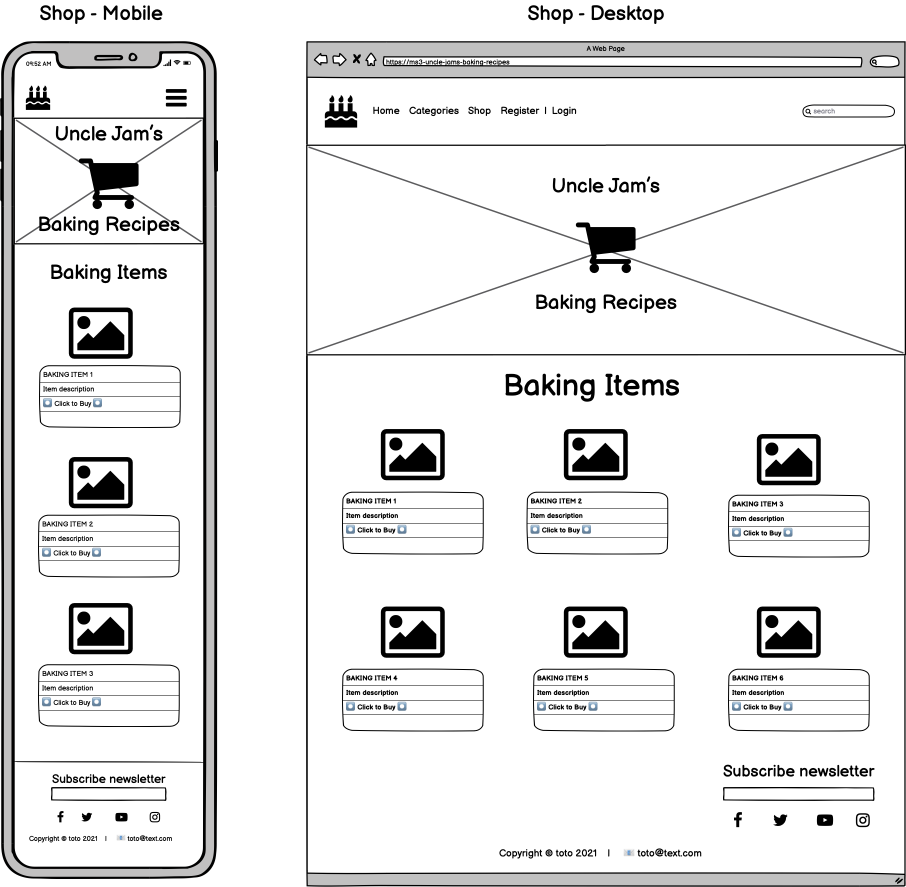 Shop - Mobile
09:52 AM
Uncle Jam's
Baking Recipes
Baking Items
BAKING ITEM 1
Item description
Click to Buy
BAKING ITEM 2
Item description
Click to Buy
BAKING ITEM 3
Item description
Click to Buy
Subscribe newsletter
Copyright © toto 2021 | toto@text.com
Shop - Desktop
A Web Page
https://ms3-uncle-jams-baking-recipes
Home Categories Shop Register | Login
search
Uncle Jam's
Baking Recipes
Baking Items
BAKING ITEM 1
Item description
Click to Buy
BAKING ITEM 2
Item description
Click to Buy
BAKING ITEM 3
Item description
Click to Buy
BAKING ITEM 4
Item description
Click to Buy
BAKING ITEM 5
Item description
Click to Buy
BAKING ITEM 6
Item description
Click to Buy
Subscribe newsletter
Copyright © toto 2021 | toto@text.com